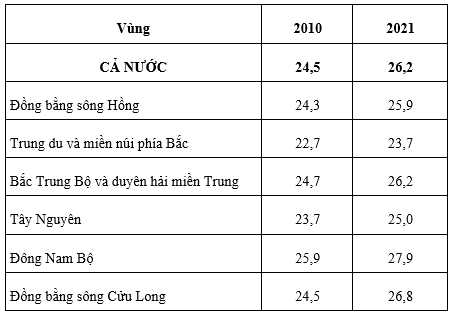 Vùng 2010 2021
CẢ NƯỚC 24,5 26,2
Đồng bằng sông Hồng 24,3 25,9
Trung du và miền núi phía Bắc 22,7 23,7
Bắc Trung Bộ và duyên hải miền Trung 24,7 26,2
Tây Nguyên 23,7 25,0
Đông Nam Bộ 25,9 27,9
Đồng bằng sông Cửu Long 24,5 26,8